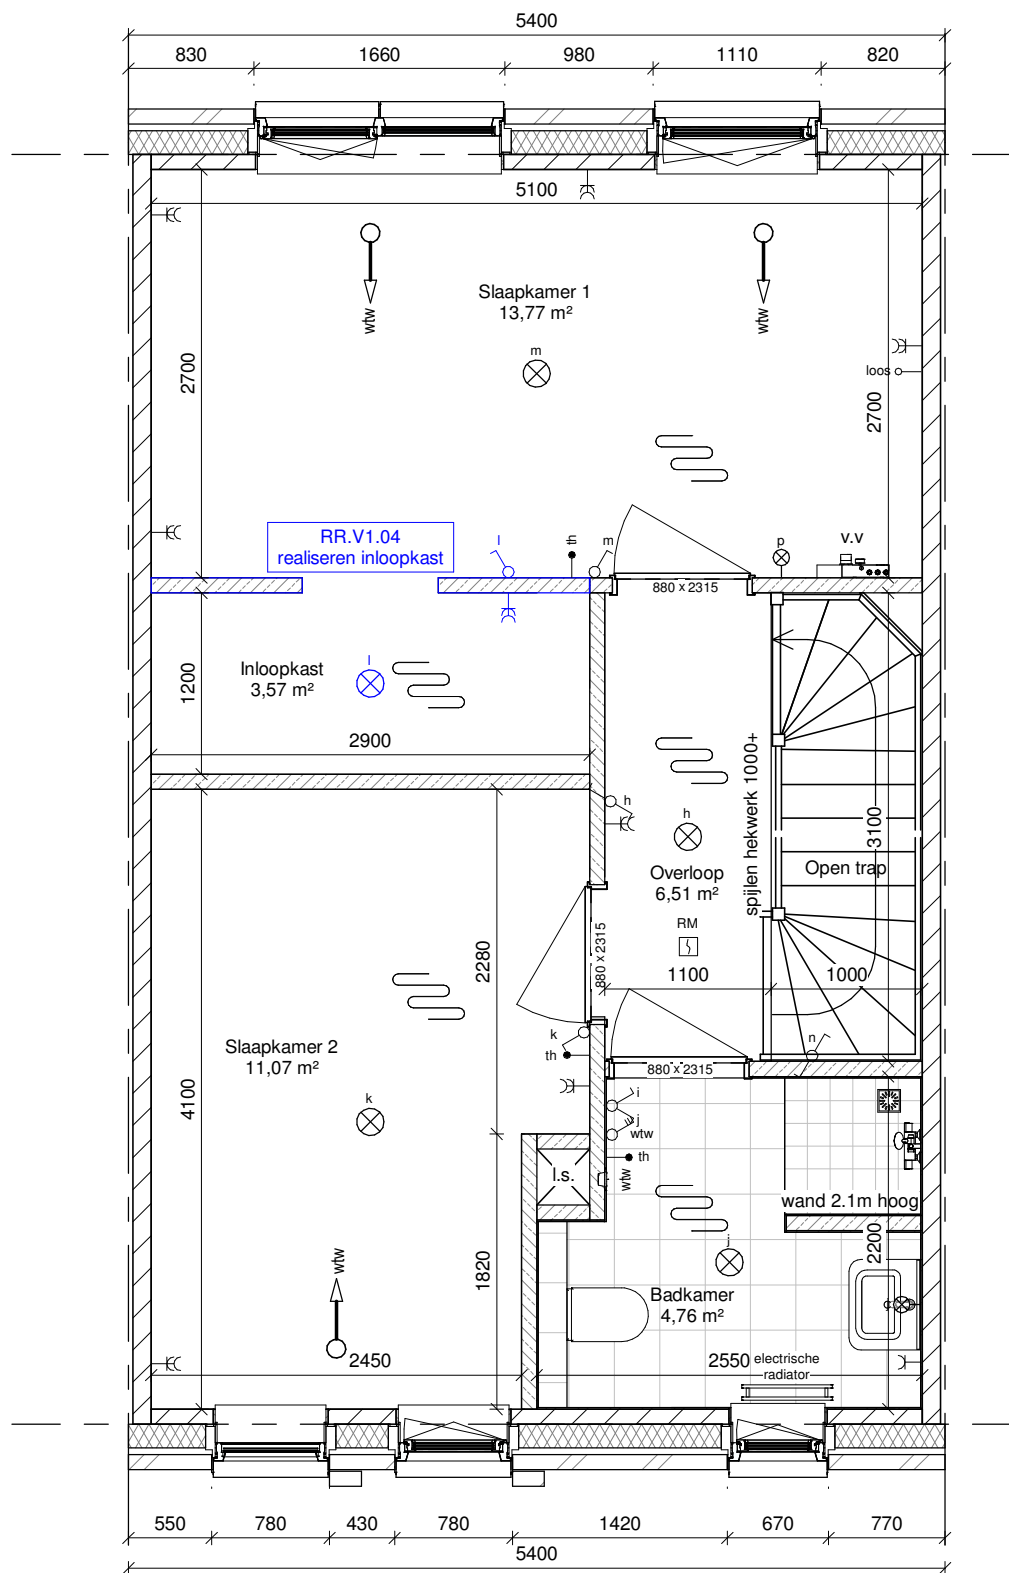 5400
830 1660 980 1110 820
5100
wtw
wtw
Slaapkamer 1
13,77 m²
m
loos
2700
2700
RR.V1.04
realiseren inloopkast
l
th
m
p
v.v
880 x 2315
Inloopkast
3,57 m²
l
1200
2900
h
h
spijlen hekwerk 1000+
3100
Overloop
6,51 m²
Open trap
RM
880 x 2315
2280
1100
1000
k
th
n
880 x 2315
Slaapkamer 2
11,07 m²
k
4100
i
j
wtw
th
wtw
l.s.
wand 2.1m hoog
2200
wtw
1820
j
Badkamer
4,76 m²
2450
2550
electrische
radiator
550 780 430 780 1420 670 770
5400